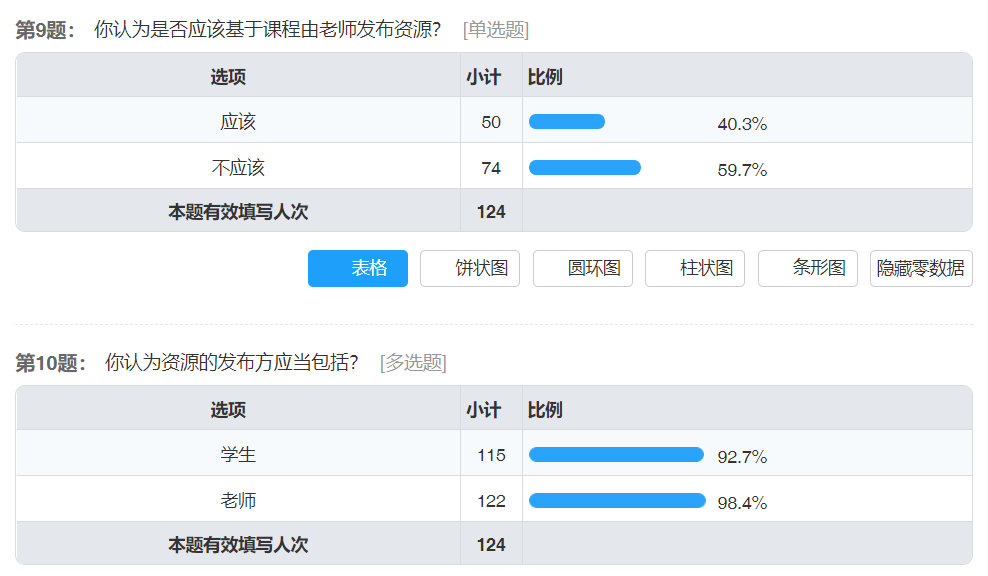 第9题： 你认为是否应该基于课程由老师发布资源? [单选题]
选项 小计 比例
应该 50 40.3%
不应该 74 59.7%
本题有效填写人次 124
表格 饼状图 圆环图 柱状图 条形图 隐藏零数据
第10题： 你认为资源的发布方应当包括? [多选题]
选项 小计 比例
学生 115 92.7%
老师 122 98.4%
本题有效填写人次 124